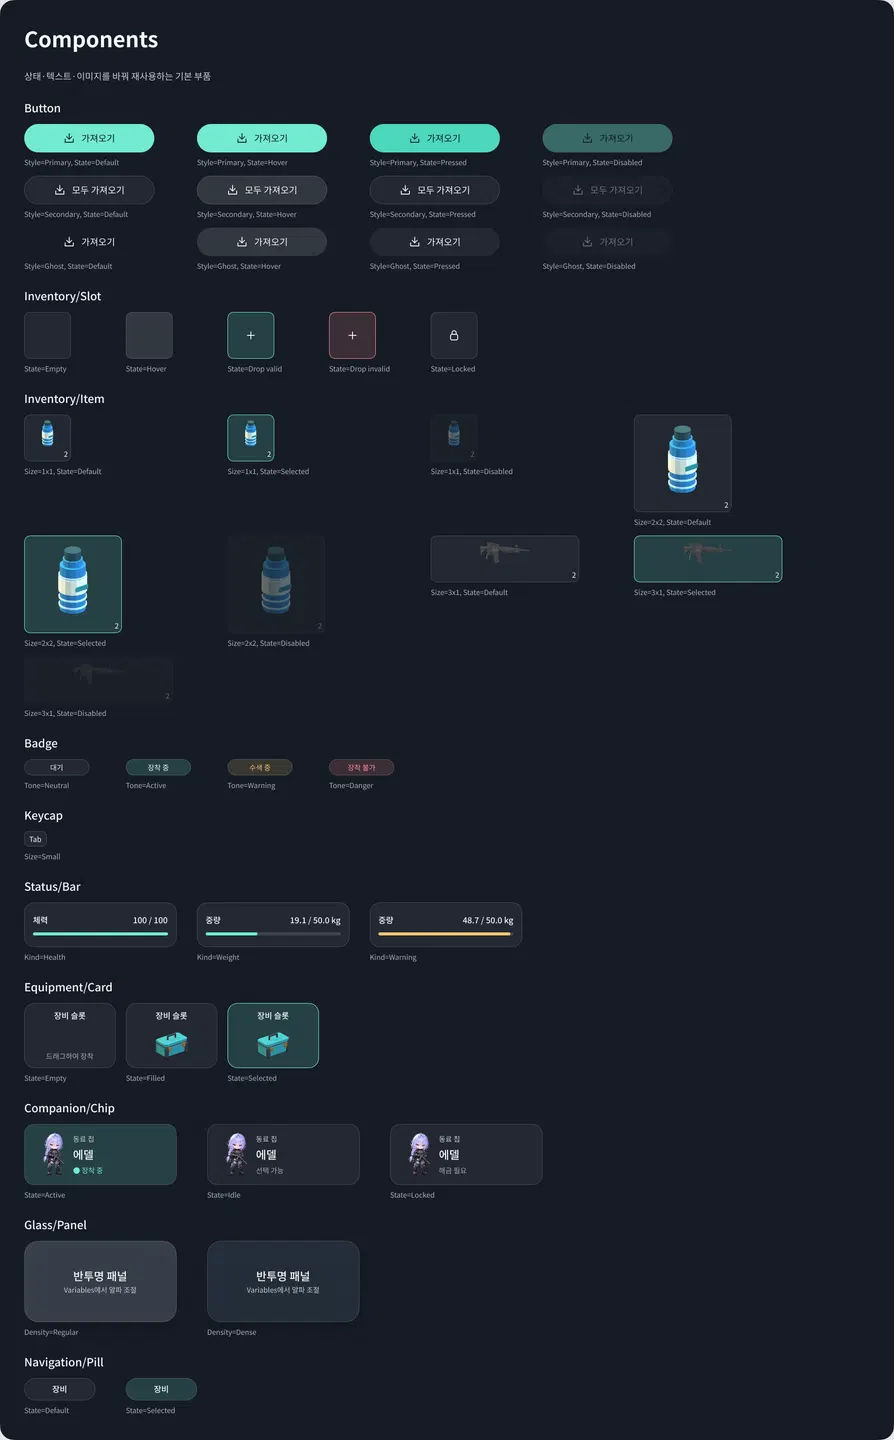 Components
상태·텍스트·이미지를 바꿔 재사용하는 기본 부품
Button
가져오기 가져오기 가져오기 가져오기
Style=Primary, State=Default Style=Primary, State=Hover Style=Primary, State=Pressed Style=Primary, State=Disabled
모두 가져오기 모두 가져오기 모두 가져오기 모두 가져오기
Style=Secondary, State=Default Style=Secondary, State=Hover Style=Secondary, State=Pressed Style=Secondary, State=Disabled
가져오기 가져오기 가져오기 가져오기
Style=Ghost, State=Default Style=Ghost, State=Hover Style=Ghost, State=Pressed Style=Ghost, State=Disabled
Inventory/Slot
State=Empty State=Hover State=Drop valid State=Drop invalid State=Locked
Inventory/Item
2 2 2
Size=1x1, State=Default Size=1x1, State=Selected Size=1x1, State=Disabled
2
Size=2x2, State=Default
2 2
Size=3x1, State=Default Size=3x1, State=Selected
2 2
Size=2x2, State=Selected Size=2x2, State=Disabled
2
Size=3x1, State=Disabled
Badge
대기 장착 중 수색 중 장착 불가
Tone=Neutral Tone=Active Tone=Warning Tone=Danger
Keycap
Tab
Size=Small
Status/Bar
체력 100 / 100 중량 19.1 / 50.0 kg 중량 48.7 / 50.0 kg
Kind=Health Kind=Weight Kind=Warning
Equipment/Card
장비 슬롯 장비 슬롯 장비 슬롯
드래그하여 장착
State=Empty State=Filled State=Selected
Companion/Chip
동료 칩 동료 칩 동료 칩
에델 에델 에델
장착 중 선택 가능 해금 필요
State=Active State=Idle State=Locked
Glass/Panel
반투명 패널 반투명 패널
Variables에서 알파 조절 Variables에서 알파 조절
Density=Regular Density=Dense
Navigation/Pill
장비 장비
State=Default State=Selected